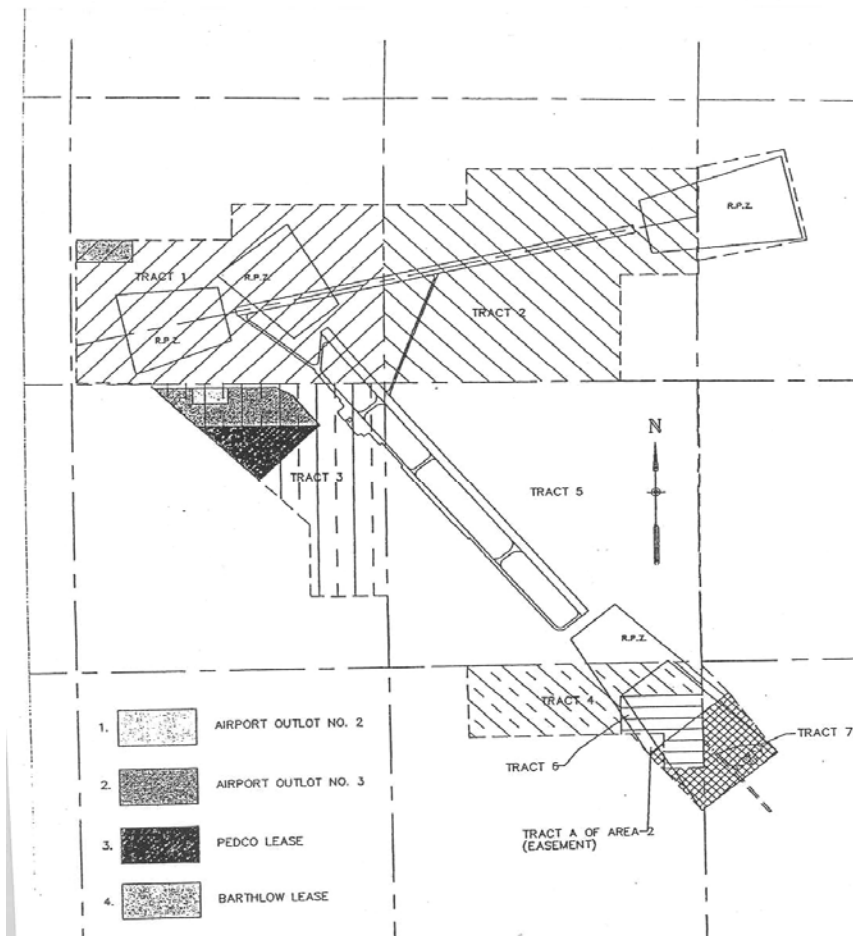 R.P.Z.
TRACT 1
R.P.Z.
R.P.Z.
TRACT 2
N
TRACT 3
TRACT 5
R.P.Z.
TRACT 4
TRACT 7
TRACT 6
TRACT A OF AREA-2
(EASEMENT)
1. AIRPORT OUTLOT NO. 2
2. AIRPORT OUTLOT NO. 3
3. PEDCO LEASE
4. BARTHLOW LEASE